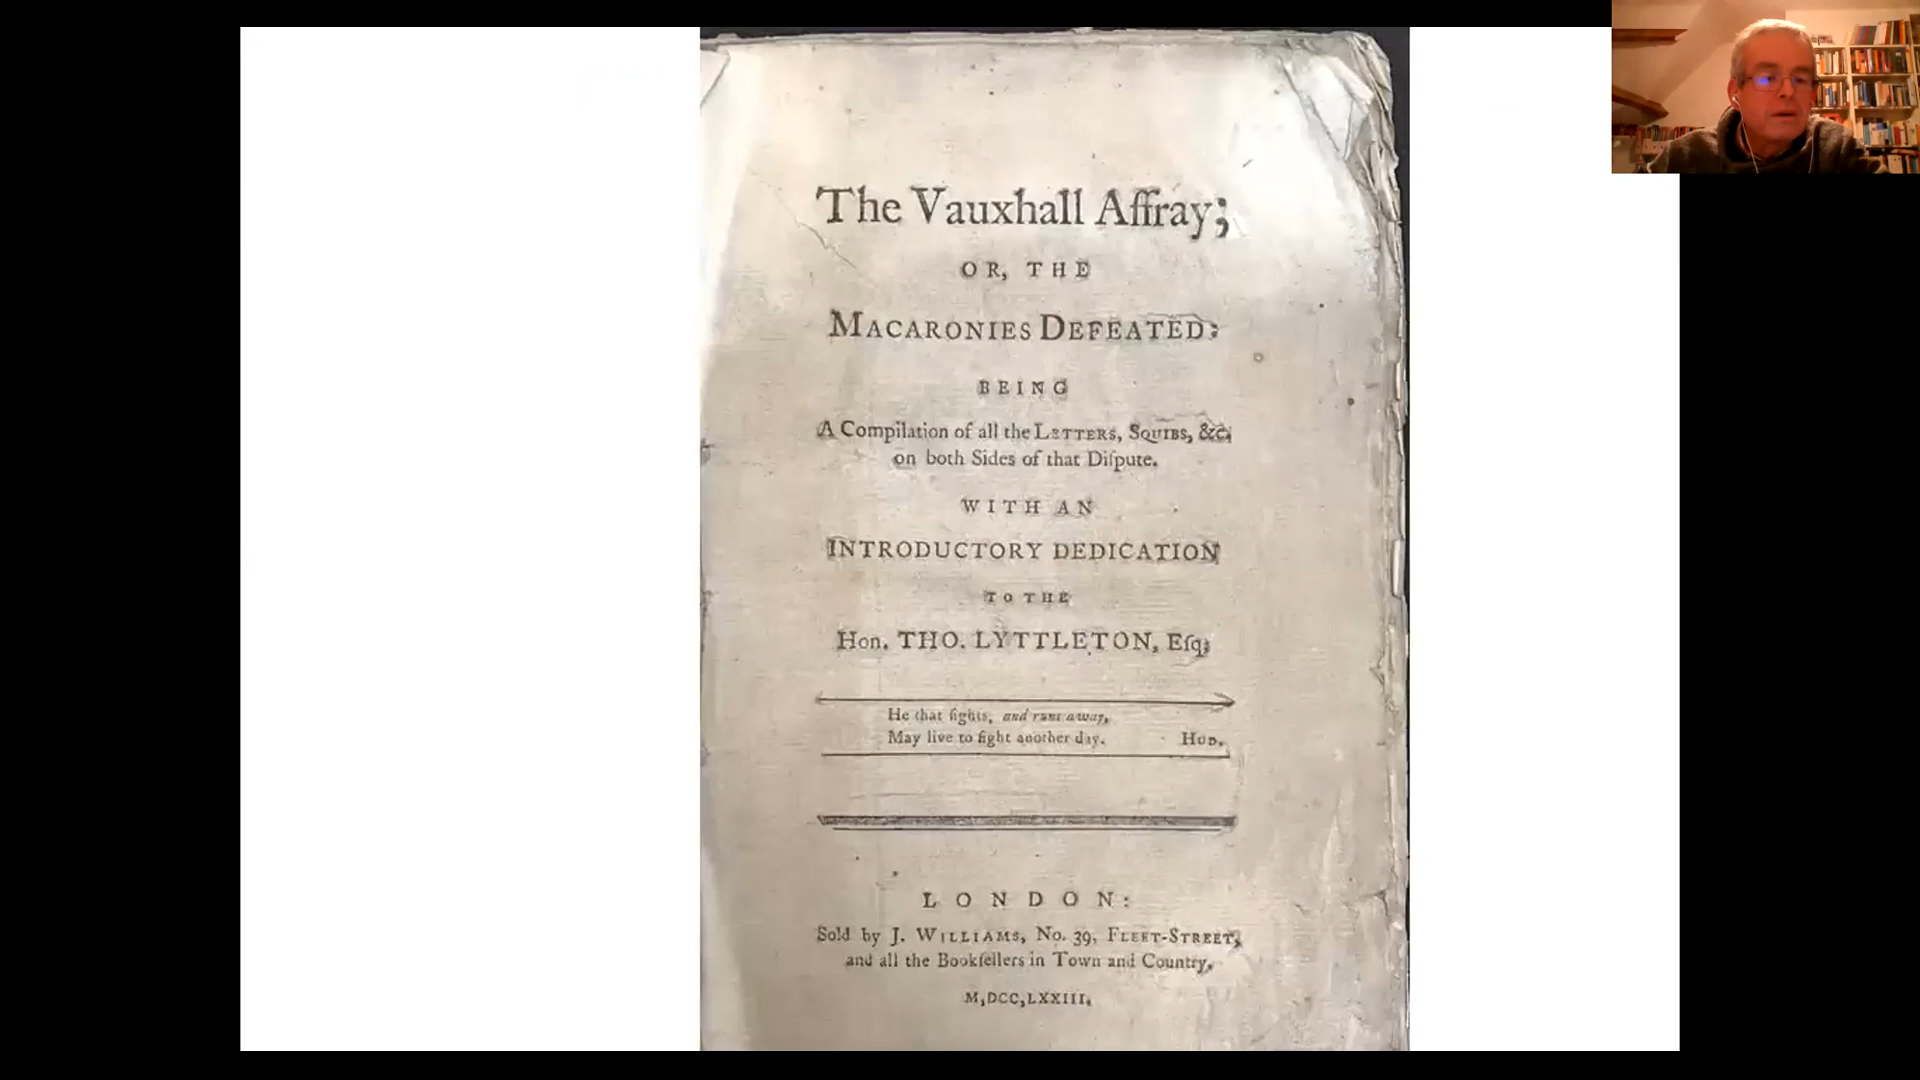 The Vauxhall Affray;
OR, THE
MACARONIES DEFEATED:
BEING
A Compilation of all the LETTERS, SQUIBS, &c.
on both Sides of that Diſpute.
WITH AN
INTRODUCTORY DEDICATION
TO THE
Hon. THO. LYTTLETON, Eſq;
He that fights, and runs away,
May live to fight another day. HUD.
LONDON:
Sold by J. WILLIAMS, No. 39, FLEET-STREET,
and all the Bookſellers in Town and Country.
M,DCC,LXXIII.